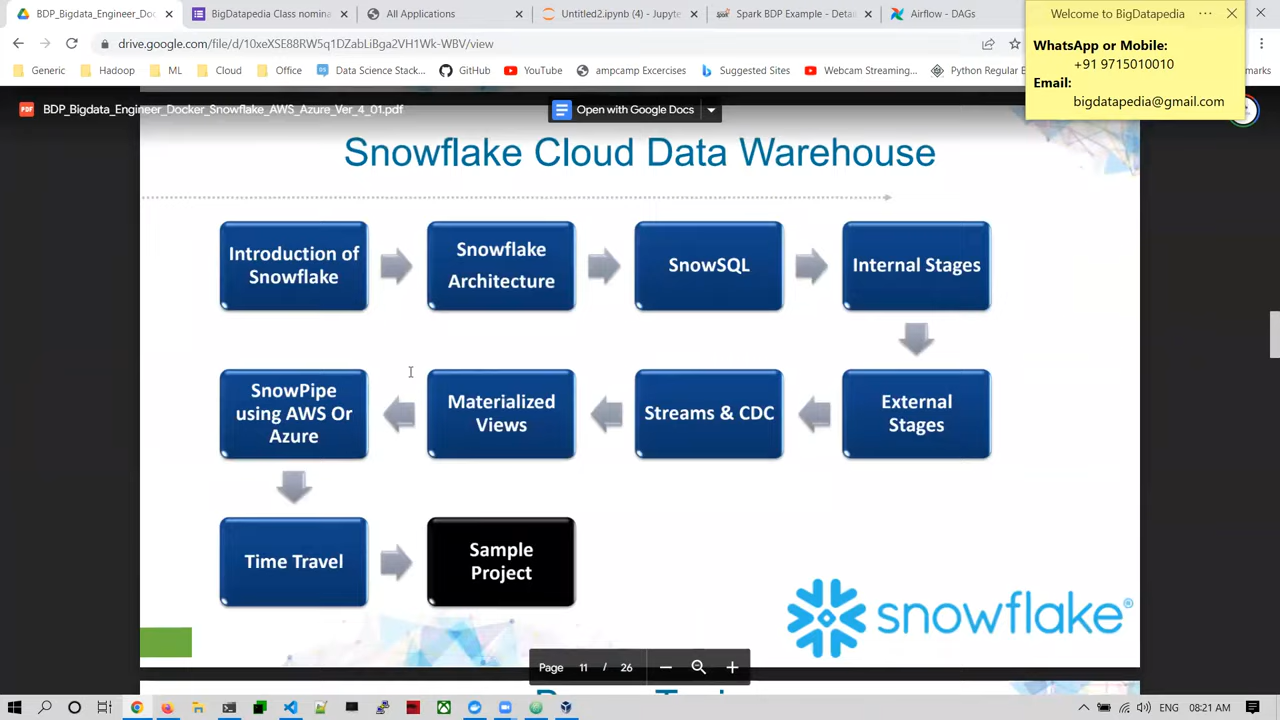 BDP_Bigdata_Engineer_Do
BigDatapedia Class nomina
All Applications
Untitled2.ipynb (4) - Jupyte
Spark BDP Example - Detai
Airflow - DAGs
Welcome to BigDatapedia
drive.google.com/file/d/10xeXSE88RW5q1DZabLiBga2VH1Wk-WBV/view
WhatsApp or Mobile:
+91 9715010010
Email:
bigdatapedia@gmail.com
Generic
Hadoop
ML
Cloud
Office
Data Science Stack...
GitHub
YouTube
ampcamp Excercises
Suggested Sites
Webcam Streaming...
Python Regular E
marks
PDF
BDP_Bigdata_Engineer_Docker_Snowflake_AWS_Azure_Ver_4_01.pdf
Open with Google Docs
Snowflake Cloud Data Warehouse
Introduction of
Snowflake
Snowflake
Architecture
SnowSQL
Internal Stages
SnowPipe
using AWS Or
Azure
Materialized
Views
Streams & CDC
External
Stages
Time Travel
Sample
Project
snowflake®
Page 11 / 26
ENG
08:21 AM